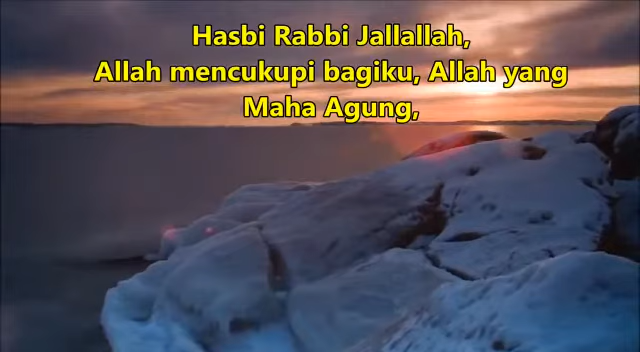 Hasbi Rabbi Jallallah,
Allah mencukupi bagiku, Allah yang
Maha Agung,